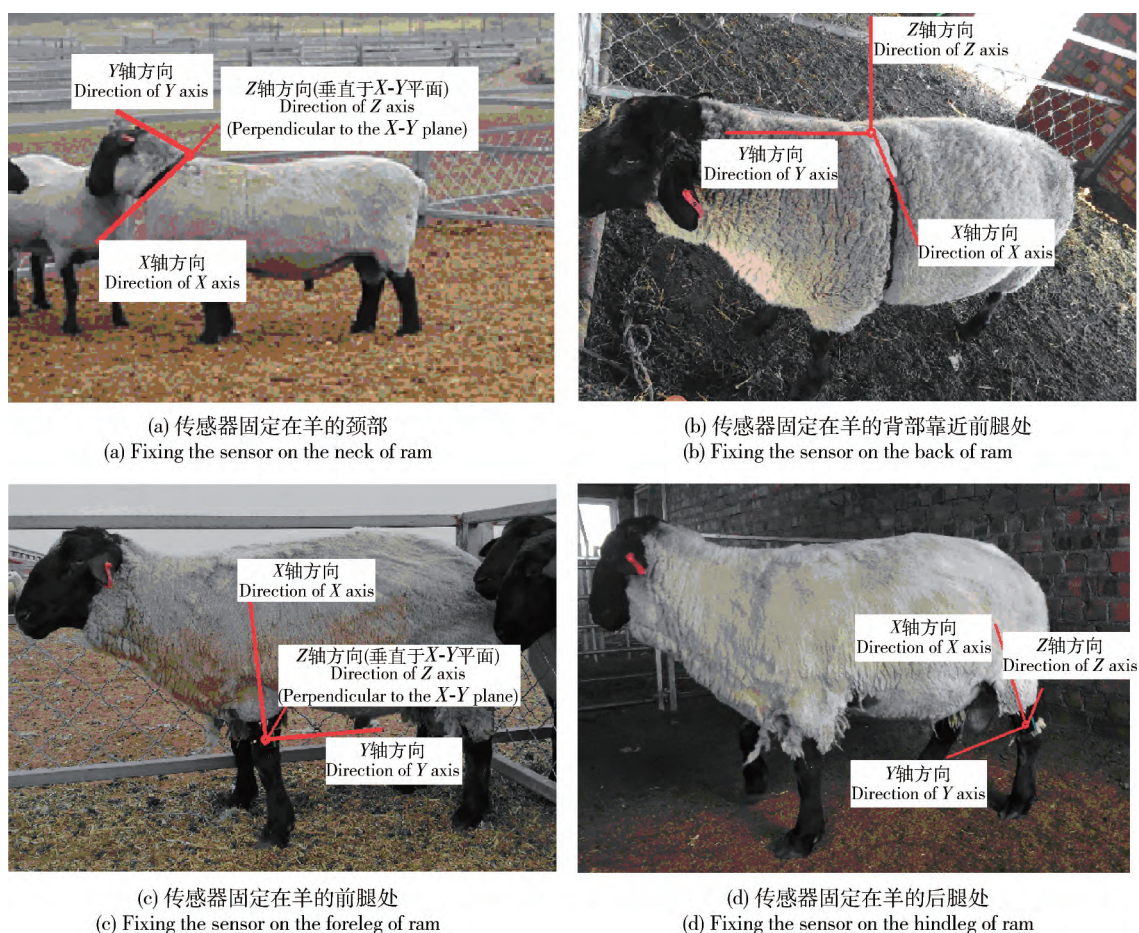 Y轴方向
Direction of Y axis
Z轴方向(垂直于X-Y平面)
Direction of Z axis
(Perpendicular to the X-Y plane)
X轴方向
Direction of X axis
(a) 传感器固定在羊的颈部
(a) Fixing the sensor on the neck of ram
Z轴方向
Direction of Z axis
Y轴方向
Direction of Y axis
X轴方向
Direction of X axis
(b) 传感器固定在羊的背部靠近前腿处
(b) Fixing the sensor on the back of ram
X轴方向
Direction of X axis
Z轴方向(垂直于X-Y平面)
Direction of Z axis
(Perpendicular to the X-Y plane)
Y轴方向
Direction of Y axis
(c) 传感器固定在羊的前腿处
(c) Fixing the sensor on the foreleg of ram
X轴方向
Direction of X axis
Z轴方向
Direction of Z axis
Y轴方向
Direction of Y axis
(d) 传感器固定在羊的后腿处
(d) Fixing the sensor on the hindleg of ram